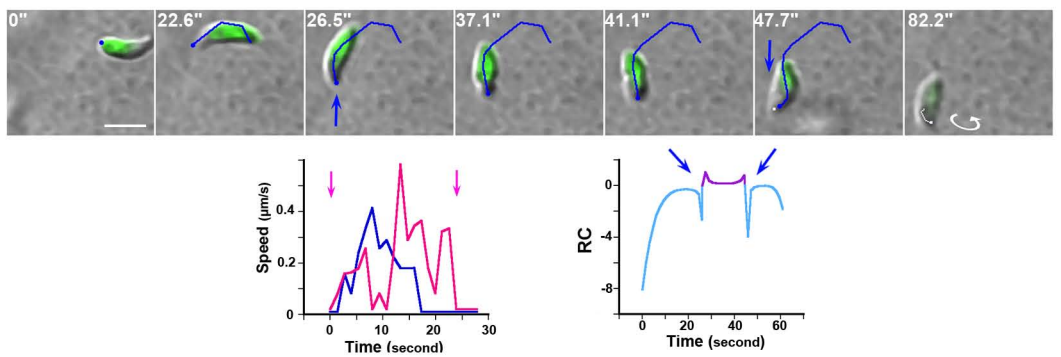 0" 22.6" 26.5" 37.1" 41.1" 47.7" 82.2"
Speed (µm/s)
0.4
0.2
0
0 10 20 30
Time (second)
RC
0
-4
-8
0 20 40 60
Time (second)